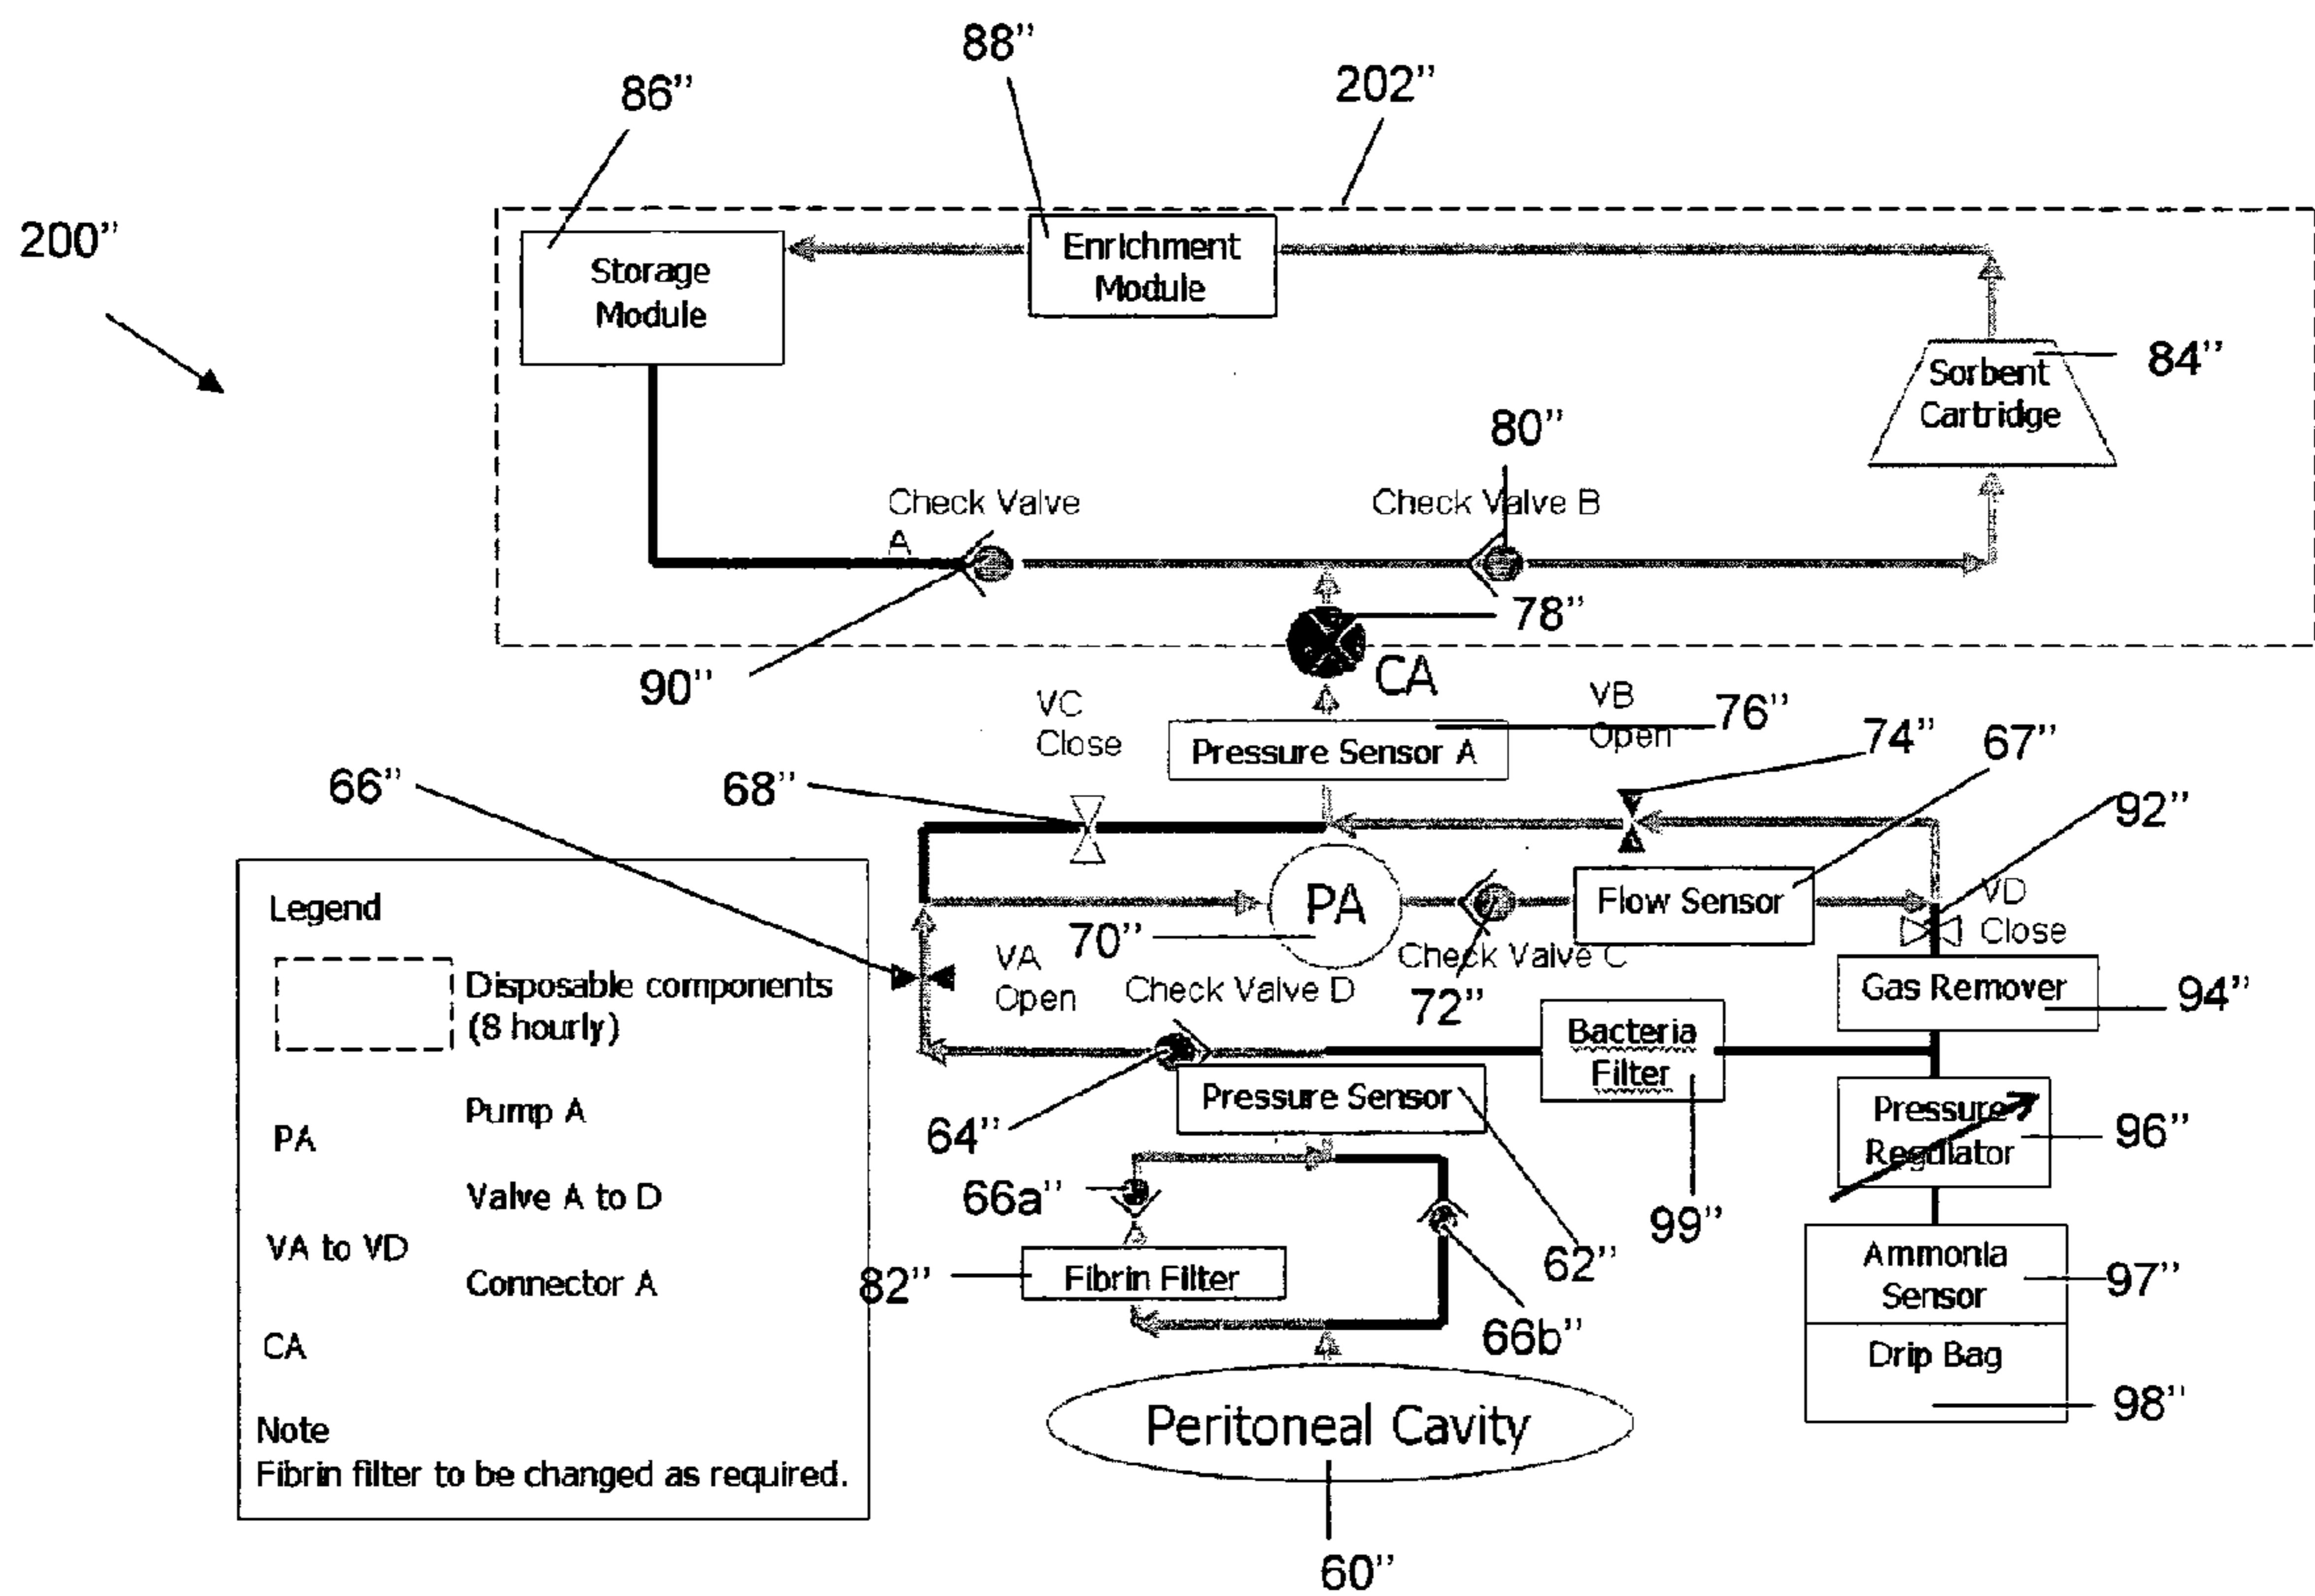 88”
202”
86”
200”
Enrichment
Module
Storage
Module
84”
Sorbent
Cartridge
80”
Check Valve
A
Check Valve B
78”
90”
CA
VC
Close
VB
Open
76”
74”
67”
Pressure Sensor A
66”
68”
92”
PA
Flow Sensor
VD
Close
70”
VA
Open
Check Valve C
Check Valve D
72”
Gas Remover
94”
Bacteria
Filter
Pressure Sensor
64”
Pressure
Regulator
96”
66a”
99”
62”
82”
Fibrin Filter
66b”
Ammonia
Sensor
97”
Drip Bag
98”
Peritoneal Cavity
60”
Legend
Disposable components
(8 hourly)
Pump A
PA
Valve A to D
VA to VD
Connector A
CA
Note
Fibrin filter to be changed as required.